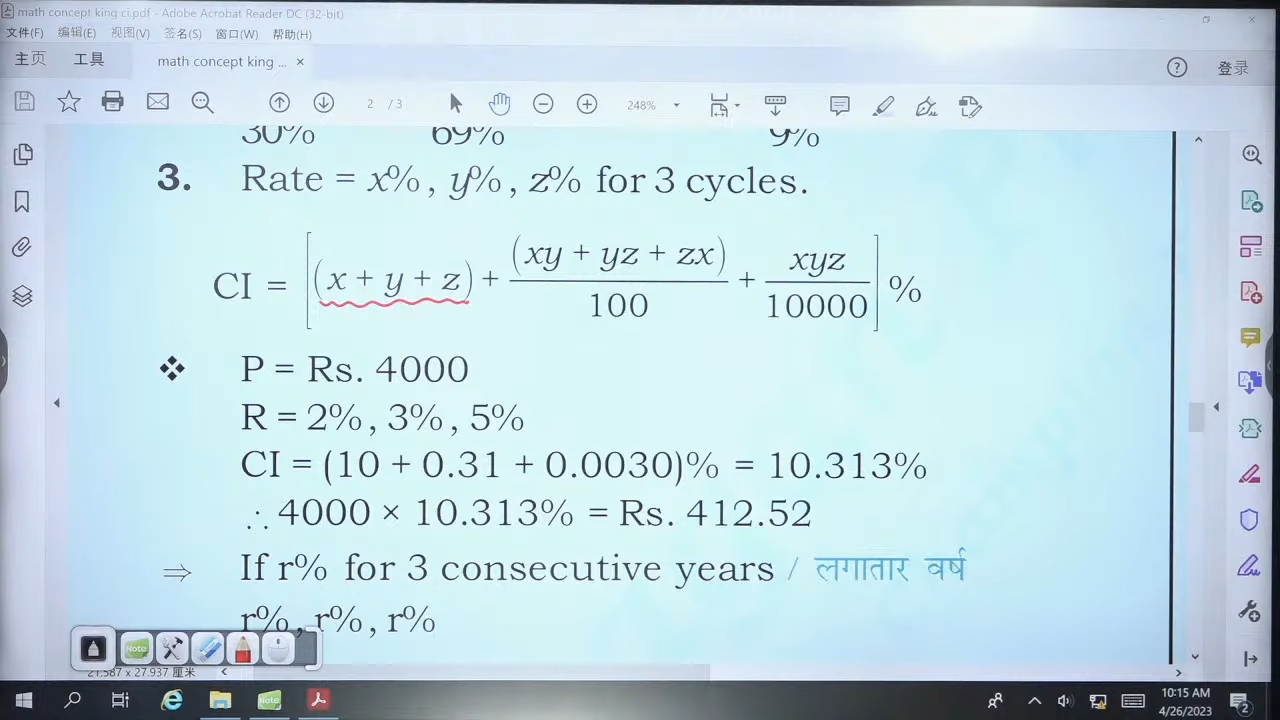 math concept king ci.pdf - Adobe Acrobat Reader DC (32-bit)
文件(F) 编辑(E) 视图(V) 签名(S) 窗口(W) 帮助(H)
主页 工具 math concept king ... × 登录
2 / 3 248%
30% 69% 9%
3. Rate = x%, y%, z% for 3 cycles.
CI = [(x + y + z) + (xy + yz + zx)/100 + xyz/10000] %
❖ P = Rs. 4000
R = 2%, 3%, 5%
CI = (10 + 0.31 + 0.0030)% = 10.313%
∴ 4000 × 10.313% = Rs. 412.52
⇒ If r% for 3 consecutive years / लगातार वर्ष
r%, r%, r%
Note
21.587 x 27.937 厘米
Note
10:15 AM
4/26/2023
2